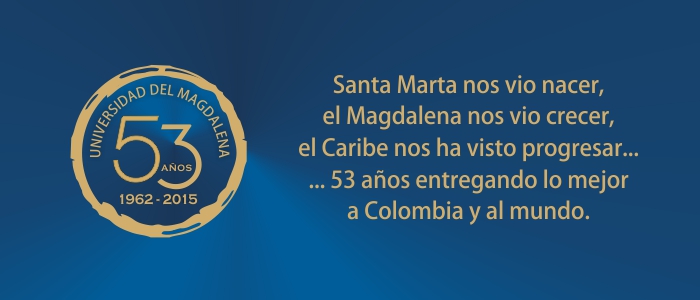 UNIVERSIDAD DEL MAGDALENA
53
AÑOS
1962 - 2015
Santa Marta nos vio nacer,
el Magdalena nos vio crecer,
el Caribe nos ha visto progresar...
... 53 años entregando lo mejor
a Colombia y al mundo.